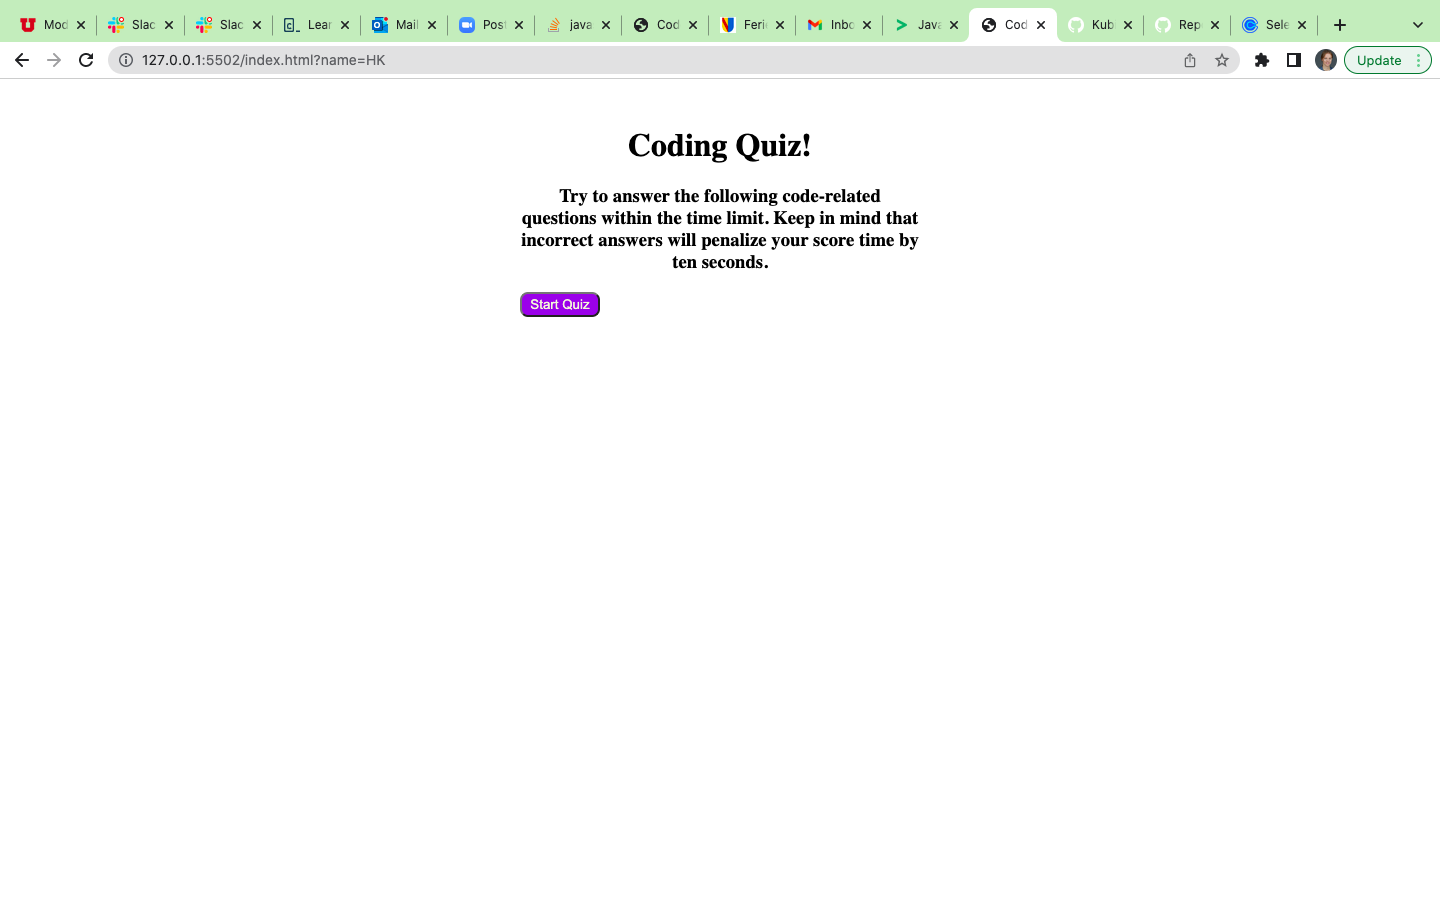 Mod Slac Slac Lear Mail Post java Cod Feri Inbo Java Cod Kub Rep Sele
127.0.0.1:5502/index.html?name=HK Update
Coding Quiz!
Try to answer the following code-related
questions within the time limit. Keep in mind that
incorrect answers will penalize your score time by
ten seconds.
Start Quiz